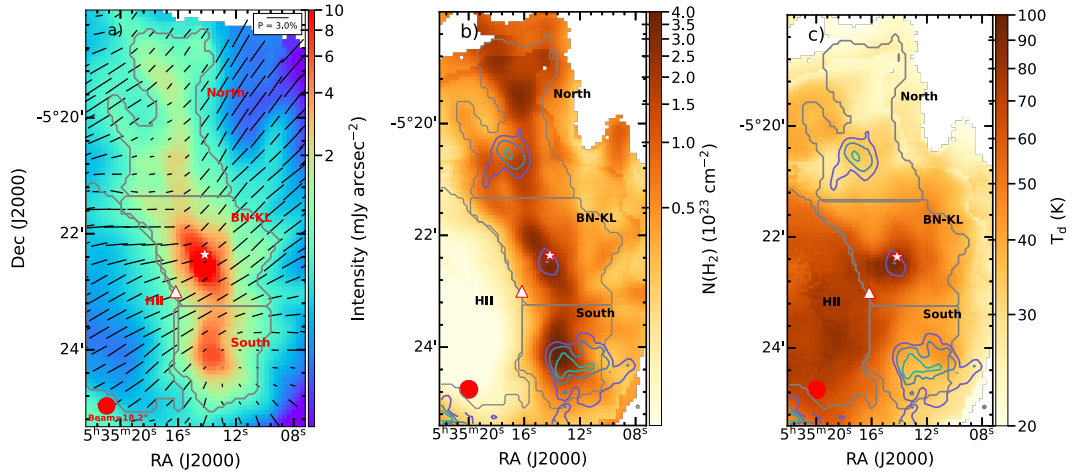 a)
P = 3.0%
North
BN-KL
HII
South
Beam=18.2"
-5°20'
22'
24'
Dec (J2000)
5ʰ35ᵐ20ˢ 16ˢ 12ˢ 08ˢ
RA (J2000)
10
8
6
4
2
Intensity (mJy arcsec⁻²)
b)
North
BN-KL
HII
South
-5°20'
22'
24'
5ʰ35ᵐ20ˢ 16ˢ 12ˢ 08ˢ
RA (J2000)
4.0
3.5
3.0
2.5
2.0
1.5
1.0
0.5
N(H₂) (10²³ cm⁻²)
c)
North
BN-KL
HII
South
-5°20'
22'
24'
5ʰ35ᵐ20ˢ 16ˢ 12ˢ 08ˢ
RA (J2000)
100
90
80
70
60
50
40
30
20
T_d (K)